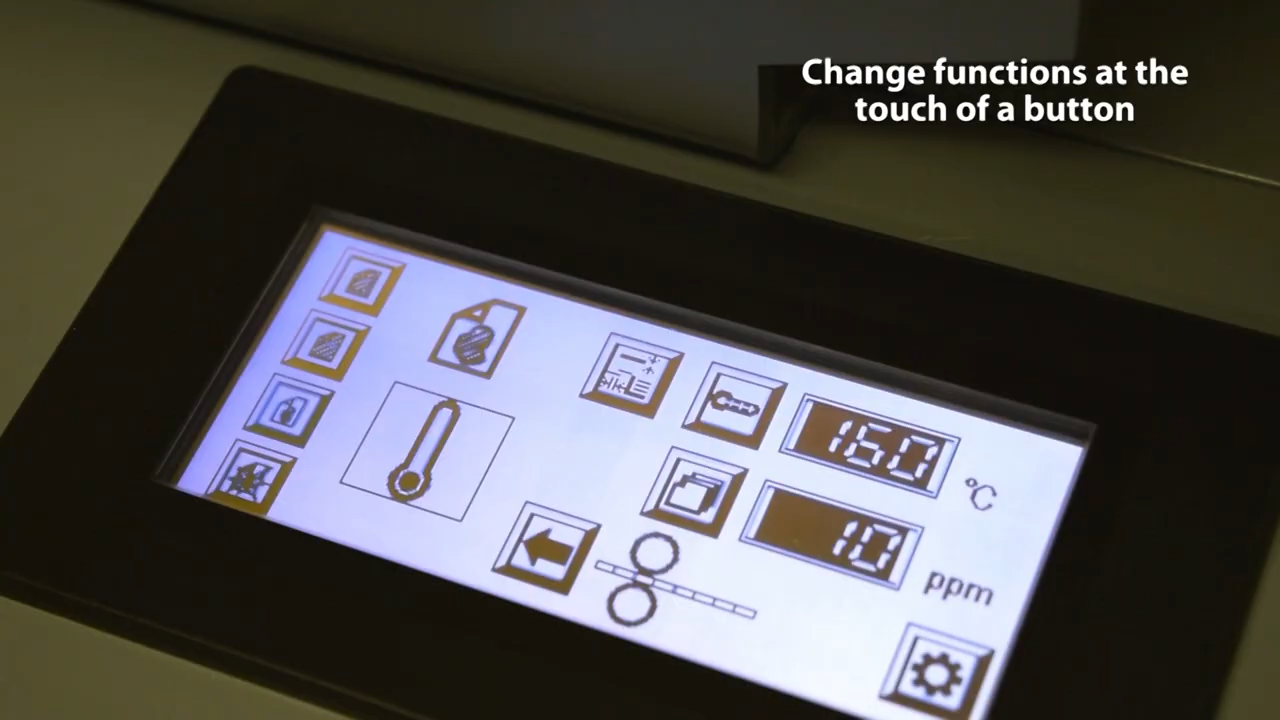 Change functions at the
touch of a button
160
°C
10
ppm